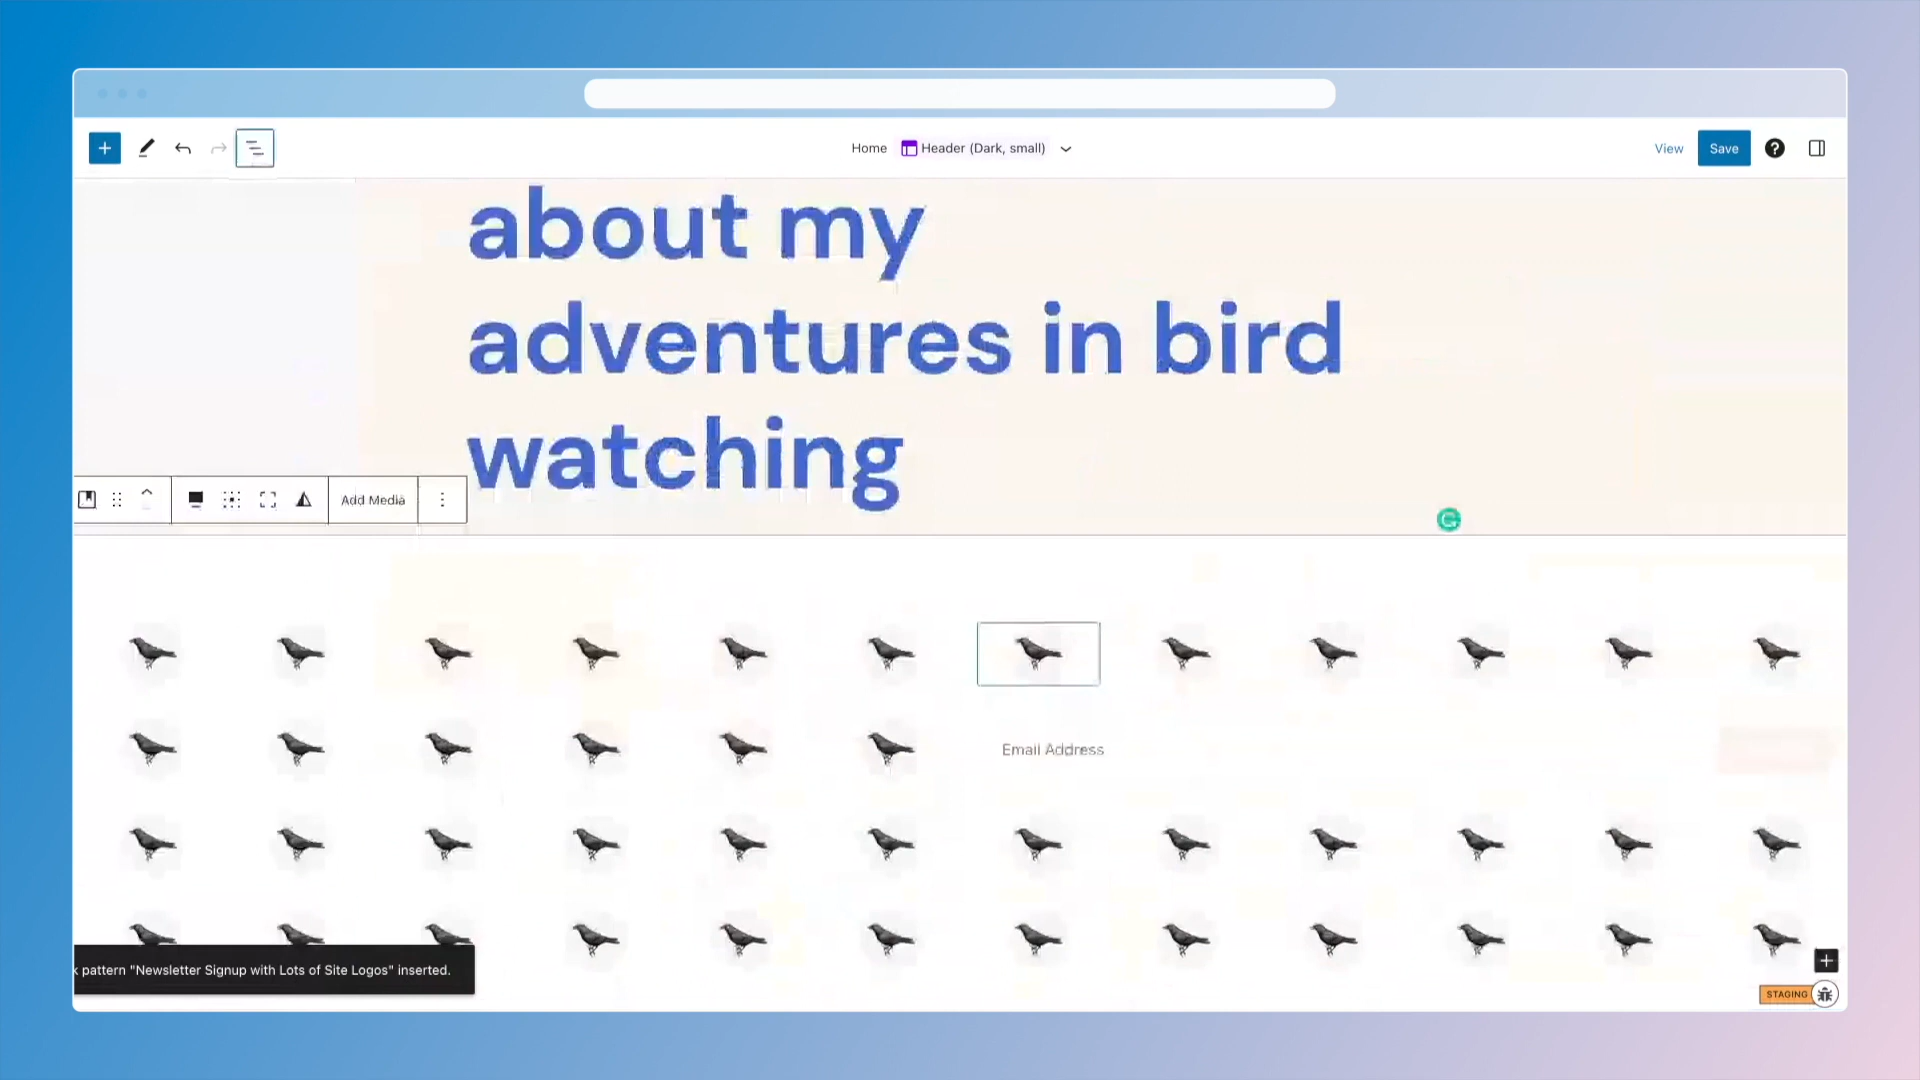 Home Header (Dark, small)
View Save
about my
adventures in bird
watching
Add Media
Email Address
pattern "Newsletter Signup with Lots of Site Logos" inserted.
STAGING